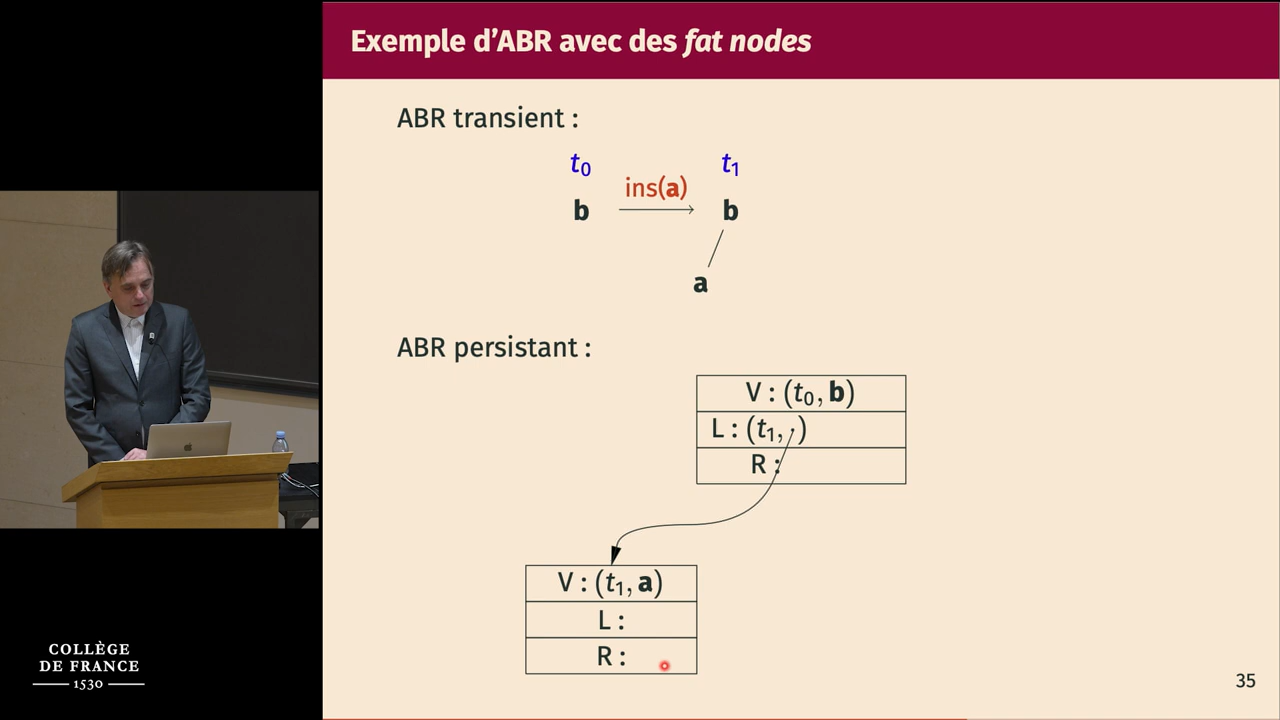 Exemple d'ABR avec des fat nodes
ABR transient :
t₀ t₁
ins(a)
b b
a
ABR persistant :
V : (t₀, b)
L : (t₁, ·)
R :
V : (t₁, a)
L :
R :
COLLÈGE
DE FRANCE
1530
35